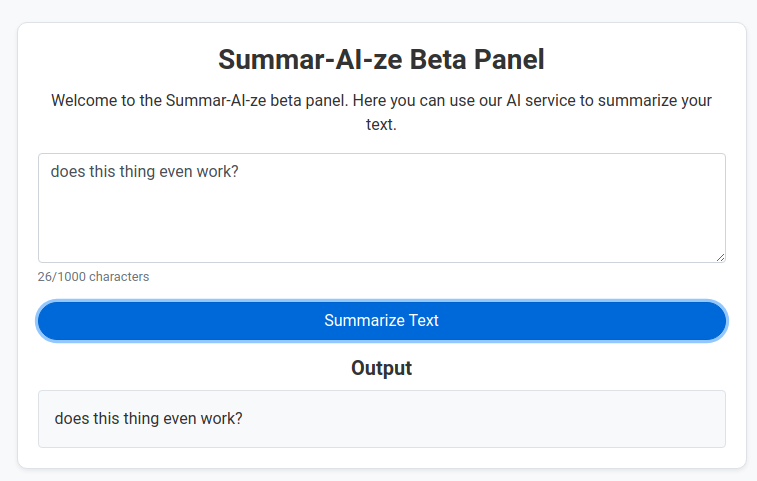 Summar-AI-ze Beta Panel
Welcome to the Summar-AI-ze beta panel. Here you can use our AI service to summarize your
text.
does this thing even work?
26/1000 characters
Summarize Text
Output
does this thing even work?